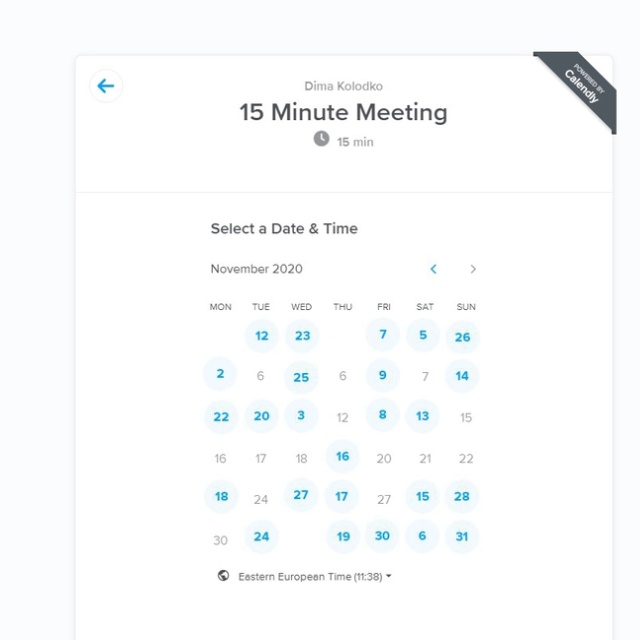 POWERED BY
Calendly
Dima Kolodko
15 Minute Meeting
15 min
Select a Date & Time
November 2020
MON TUE WED THU FRI SAT SUN
12 23 7 5 26
2 6 25 6 9 7 14
22 20 3 12 8 13 15
16 17 18 16 20 21 22
18 24 27 17 27 15 28
30 24 19 30 6 31
Eastern European Time (11:38)